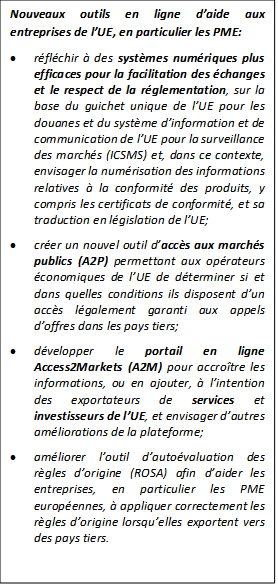 Nouveaux outils en ligne d'aide aux
entreprises de l'UE, en particulier les PME:
• réfléchir à des systèmes numériques plus
efficaces pour la facilitation des échanges
et le respect de la réglementation, sur la
base du guichet unique de l'UE pour les
douanes et du système d'information et de
communication de l'UE pour la surveillance
des marchés (ICSMS) et, dans ce contexte,
envisager la numérisation des informations
relatives à la conformité des produits, y
compris les certificats de conformité, et sa
traduction en législation de l'UE;
• créer un nouvel outil d'accès aux marchés
publics (A2P) permettant aux opérateurs
économiques de l'UE de déterminer si et
dans quelles conditions ils disposent d'un
accès légalement garanti aux appels
d'offres dans les pays tiers;
• développer le portail en ligne
Access2Markets (A2M) pour accroître les
informations, ou en ajouter, à l'intention
des exportateurs de services et
investisseurs de l'UE, et envisager d'autres
améliorations de la plateforme;
• améliorer l'outil d'autoévaluation des
règles d'origine (ROSA) afin d'aider les
entreprises, en particulier les PME
européennes, à appliquer correctement les
règles d'origine lorsqu'elles exportent vers
des pays tiers.